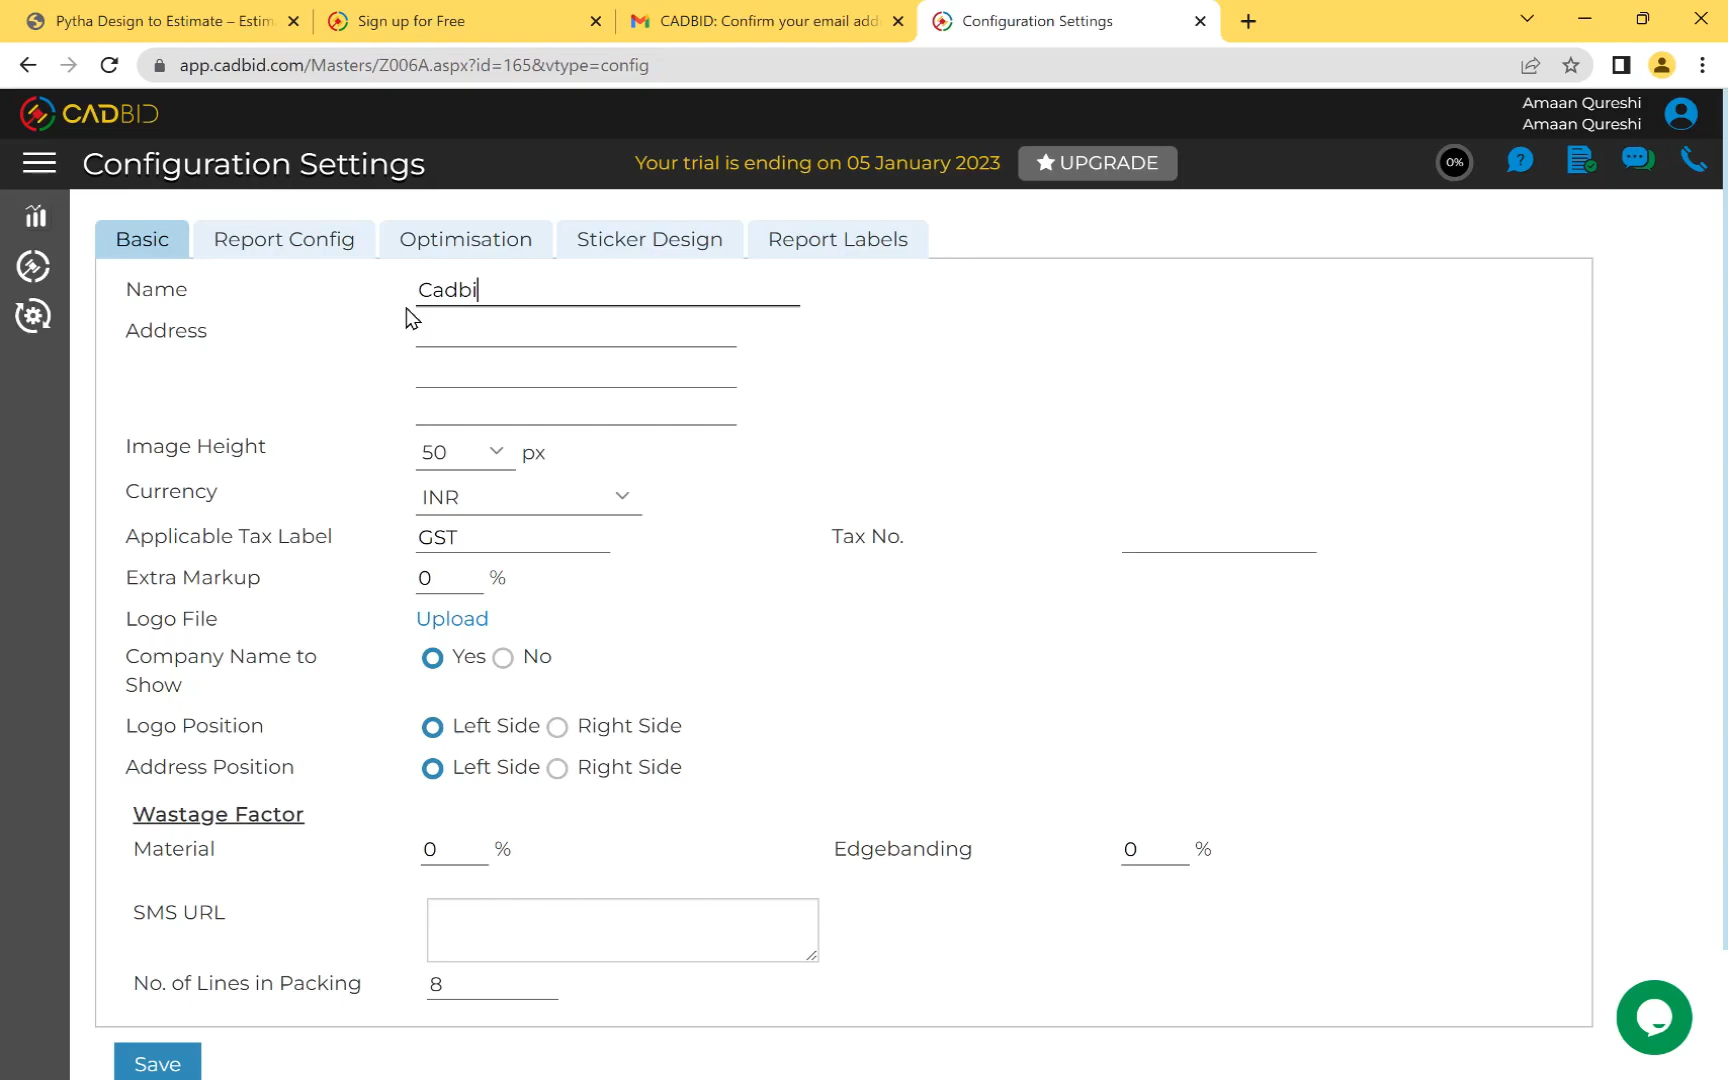 Pytha Design to Estimate – Estim
Sign up for Free
CADBID: Confirm your email add
Configuration Settings
app.cadbid.com/Masters/Z006A.aspx?id=165&vtype=config
CADBID
Amaan Qureshi
Amaan Qureshi
Configuration Settings
Your trial is ending on 05 January 2023
★ UPGRADE
0%
Basic
Report Config
Optimisation
Sticker Design
Report Labels
Name
Cadbi
Address
Image Height
50
px
Currency
INR
Applicable Tax Label
GST
Tax No.
Extra Markup
0
%
Logo File
Upload
Company Name to
Show
Yes
No
Logo Position
Left Side
Right Side
Address Position
Left Side
Right Side
Wastage Factor
Material
0
%
Edgebanding
0
%
SMS URL
No. of Lines in Packing
8
Save